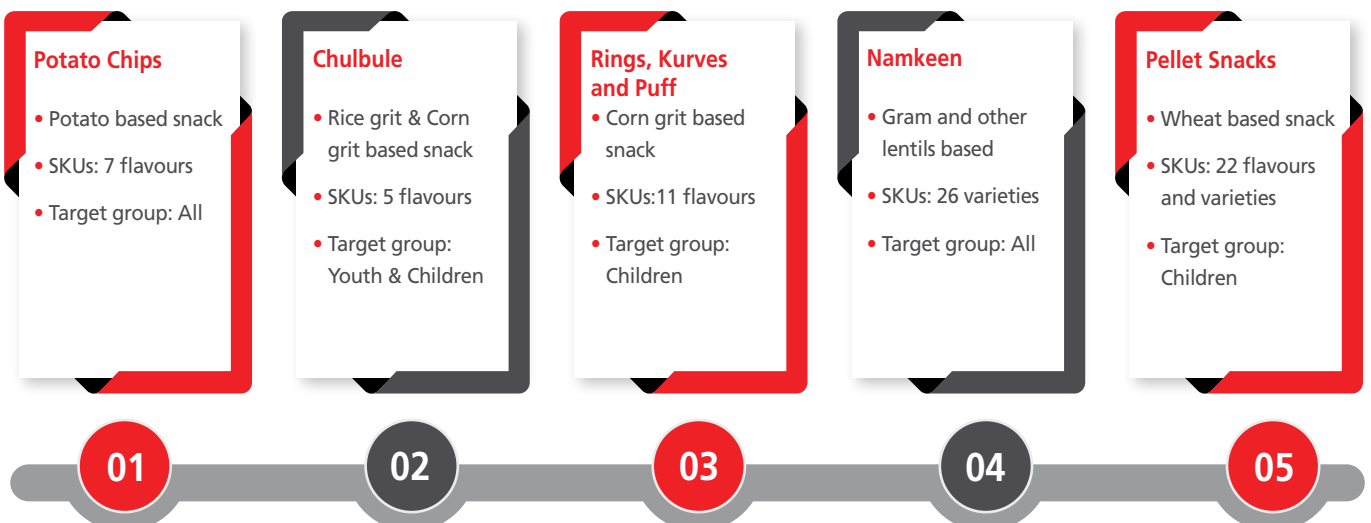 Potato Chips
• Potato based snack
• SKUs: 7 flavours
• Target group: All
01
Chulbule
• Rice grit & Corn
grit based snack
• SKUs: 5 flavours
• Target group:
Youth & Children
02
Rings, Kurves
and Puff
• Corn grit based
snack
• SKUs:11 flavours
• Target group:
Children
03
Namkeen
• Gram and other
lentils based
• SKUs: 26 varieties
• Target group: All
04
Pellet Snacks
• Wheat based snack
• SKUs: 22 flavours
and varieties
• Target group:
Children
05